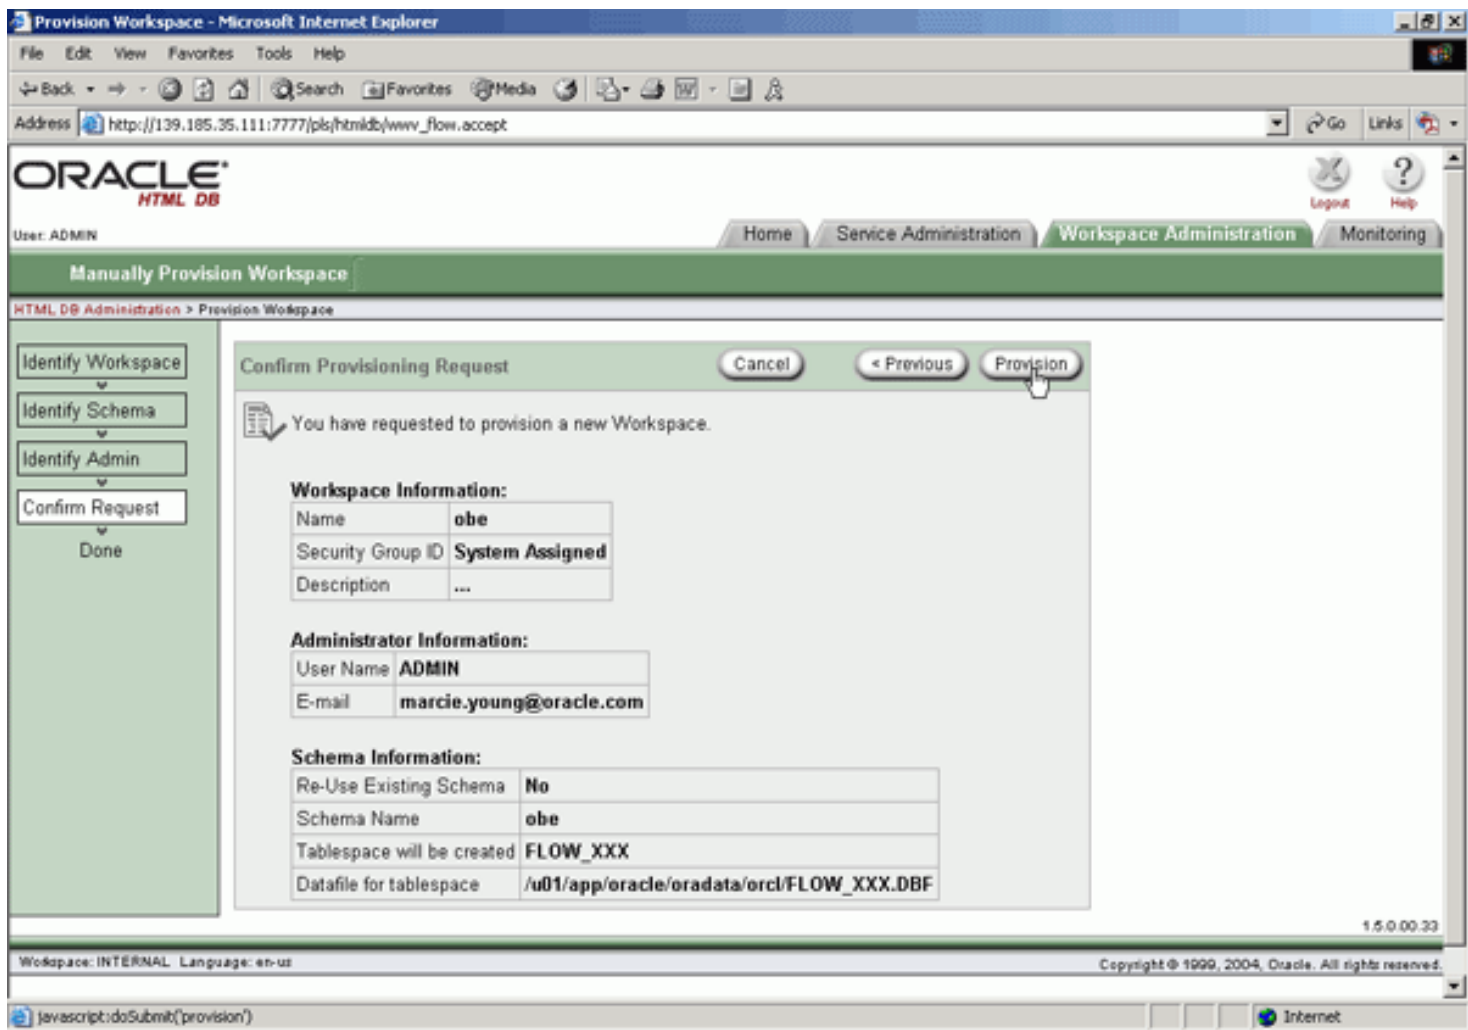 Provision Workspace - Microsoft Internet Explorer
File Edit View Favorites Tools Help
Back Search Favorites Media
Address http://139.185.35.111:7777/pls/htmldb/wwv_flow.accept Go Links
ORACLE
HTML DB
Logout Help
User: ADMIN
Home Service Administration Workspace Administration Monitoring
Manually Provision Workspace
HTML DB Administration > Provision Workspace
Identify Workspace
Identify Schema
Identify Admin
Confirm Request
Done
Confirm Provisioning Request Cancel < Previous Provision
You have requested to provision a new Workspace.
Workspace Information:
Name obe
Security Group ID System Assigned
Description ...
Administrator Information:
User Name ADMIN
E-mail marcie.young@oracle.com
Schema Information:
Re-Use Existing Schema No
Schema Name obe
Tablespace will be created FLOW_XXX
Datafile for tablespace /u01/app/oracle/oradata/orcl/FLOW_XXX.DBF
1.5.0.00.33
Workspace: INTERNAL Language: en-us
Copyright © 1999, 2004, Oracle. All rights reserved.
javascript:doSubmit('provision') Internet